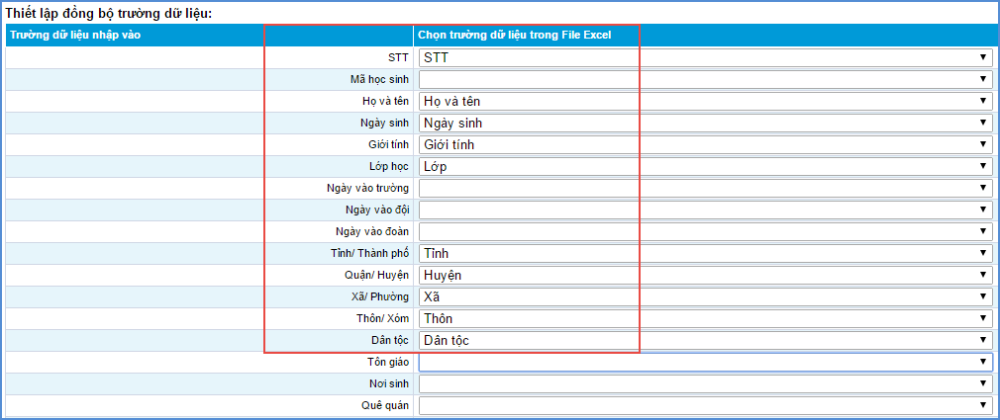 Thiết lập đồng bộ trường dữ liệu:
Trường dữ liệu nhập vào Chọn trường dữ liệu trong File Excel
STT STT
Mã học sinh
Họ và tên Họ và tên
Ngày sinh Ngày sinh
Giới tính Giới tính
Lớp học Lớp
Ngày vào trường
Ngày vào đội
Ngày vào đoàn
Tỉnh/ Thành phố Tỉnh
Quận/ Huyện Huyện
Xã/ Phường Xã
Thôn/ Xóm Thôn
Dân tộc Dân tộc
Tôn giáo
Nơi sinh
Quê quán